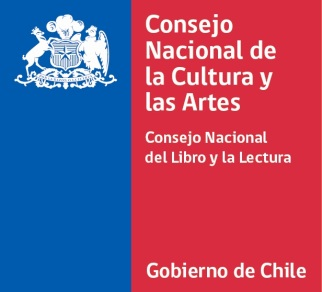 Consejo
Nacional de
la Cultura y
las Artes
Consejo Nacional
del Libro y la Lectura
Gobierno de Chile